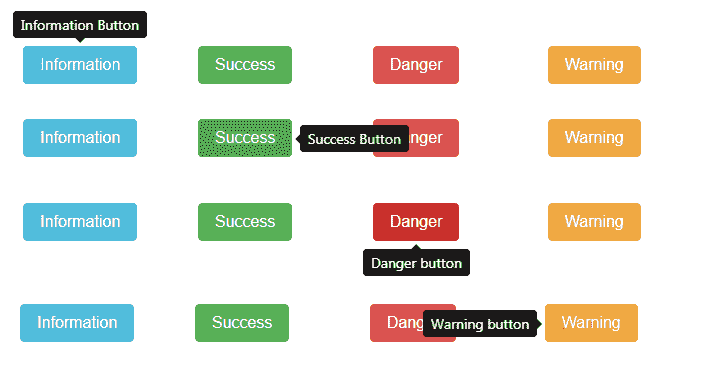 Information Button
Information Success Danger Warning
Information Success Success Button nger Warning
Information Success Danger Warning
Danger button
Information Success Dang Warning button Warning